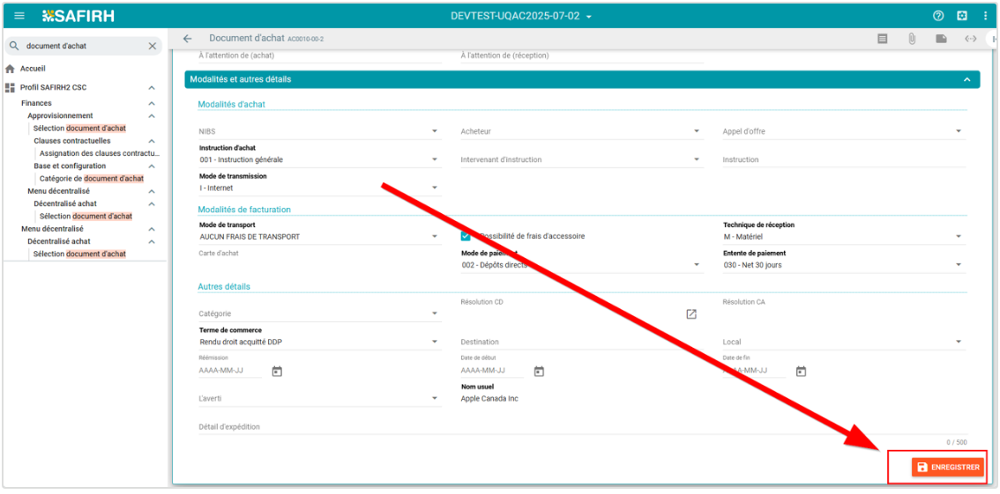 SAFIRH
DEVTEST-UQAC2025-07-02
document d'achat
Document d'achat AC0010-00-2
Accueil
Profil SAFIRH2 CSC
Finances
Approvisionnement
Sélection document d'achat
Clauses contractuelles
Assignation des clauses contractu...
Base et configuration
Catégorie de document d'achat
Menu décentralisé
Décentralisé achat
Sélection document d'achat
Menu décentralisé
Décentralisé achat
Sélection document d'achat
À l'attention de (achat) À l'attention de (réception)
Modalités et autres détails
Modalités d'achat
NIBS Acheteur Appel d'offre
Instruction d'achat
001 - Instruction générale Intervenant d'instruction Instruction
Mode de transmission
I - Internet
Modalités de facturation
Mode de transport Technique de réception
AUCUN FRAIS DE TRANSPORT Possibilité de frais d'accessoire M - Matériel
Carte d'achat Mode de paiement Entente de paiement
002 - Dépôts directs 030 - Net 30 jours
Autres détails
Résolution CD Résolution CA
Catégorie
Terme de commerce
Rendu droit acquitté DDP Destination Local
Réémission Date de début Date de fin
AAAA-MM-JJ AAAA-MM-JJ AAAA-MM-JJ
Nom usuel
L'averti Apple Canada Inc
Détail d'expédition
0 / 500
ENREGISTRER